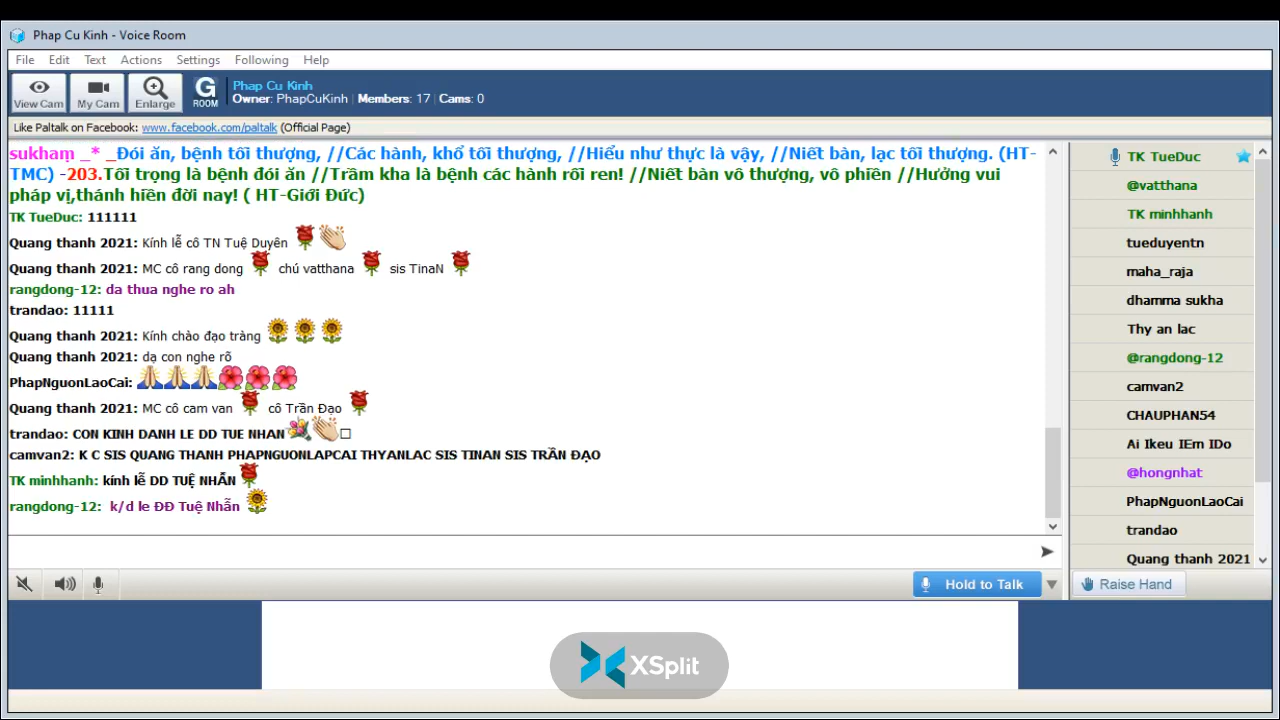 Phap Cu Kinh - Voice Room
File Edit Text Actions Settings Following Help
View Cam My Cam Enlarge G ROOM
Phap Cu Kinh
Owner: PhapCuKinh | Members: 17 | Cams: 0
Like Paltalk on Facebook: www.facebook.com/paltalk (Official Page)
sukhaṃ _* _Đói ăn, bệnh tối thượng, //Các hành, khổ tối thượng, //Hiểu như thực là vậy, //Niết bàn, lạc tối thượng. (HT-
TMC) -203.Tối trọng là bệnh đói ăn //Trầm kha là bệnh các hành rối ren! //Niết bàn vô thượng, vô phiền //Hưởng vui
pháp vị,thánh hiền đời nay! ( HT-Giới Đức)
TK TueDuc: 111111
Quang thanh 2021: Kính lễ cô TN Tuệ Duyên
Quang thanh 2021: MC cô rang dong chú vatthana sis TinaN
rangdong-12: da thua nghe ro ah
trandao: 11111
Quang thanh 2021: Kính chào đạo tràng
Quang thanh 2021: dạ con nghe rõ
PhapNguonLaoCai:
Quang thanh 2021: MC cô cam van cô Trần Đạo
trandao: CON KINH DANH LE DD TUE NHAN
camvan2: K C SIS QUANG THANH PHAPNGUONLAPCAI THYANLAC SIS TINAN SIS TRẦN ĐẠO
TK minhhanh: kính lễ DD TUỆ NHẪN
rangdong-12: k/d le ĐĐ Tuệ Nhẫn
TK TueDuc
@vatthana
TK minhhanh
tueduyentn
maha_raja
dhamma sukha
Thy an lac
@rangdong-12
camvan2
CHAUPHAN54
Ai Ikeu IEm IDo
@hongnhat
PhapNguonLaoCai
trandao
Quang thanh 2021
Hold to Talk
Raise Hand
XSplit